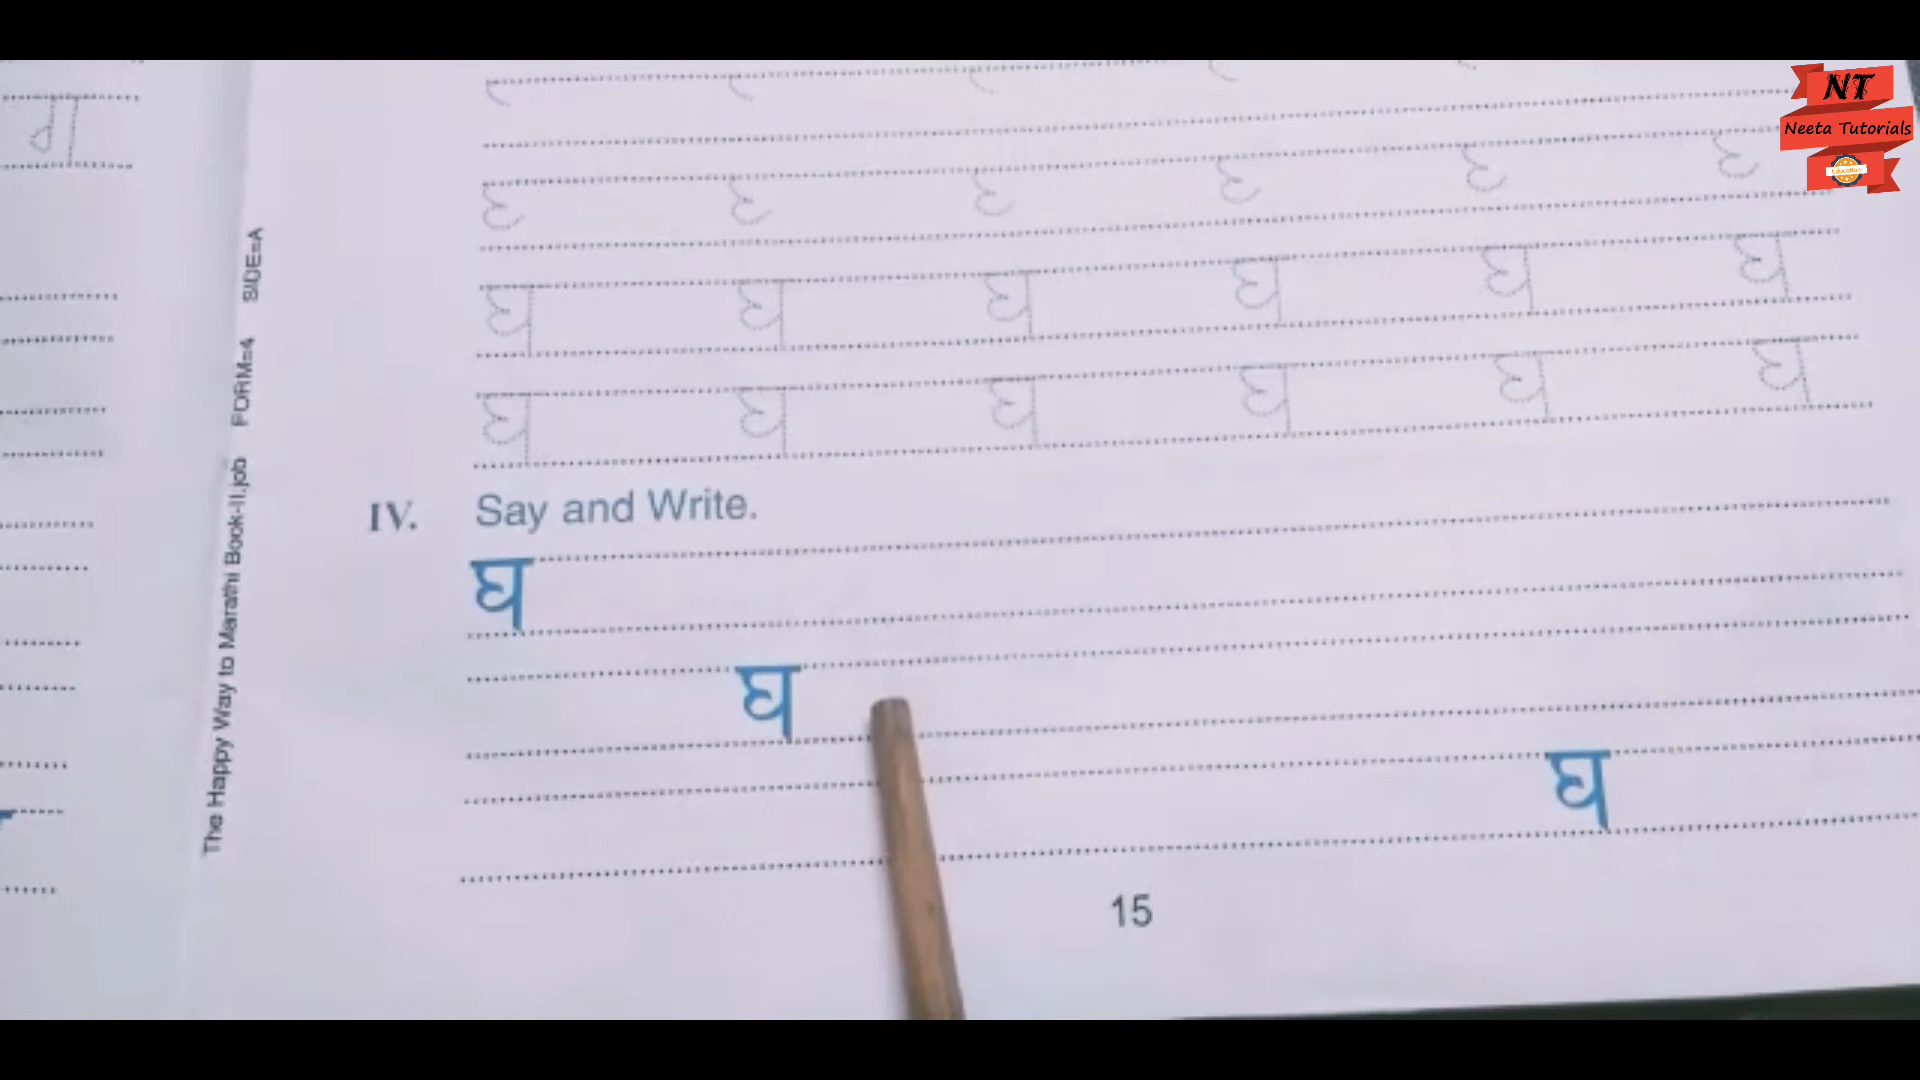 NT
Neeta Tutorials
Education
ग
घ घ घ घ घ घ
घ घ घ घ घ घ
IV. Say and Write.
घ
घ
घ
15
The Happy Way to Marathi Book-II.job FORM=4 SIDE=A